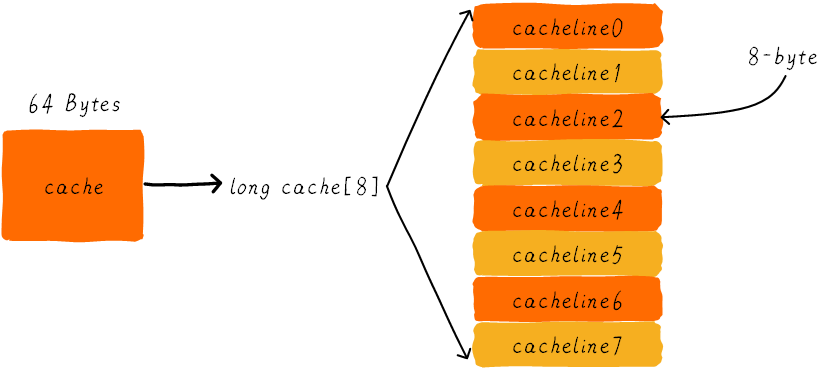 64 Bytes
cache
long cache[8]
cacheline0
cacheline1
cacheline2
cacheline3
cacheline4
cacheline5
cacheline6
cacheline7
8-byte